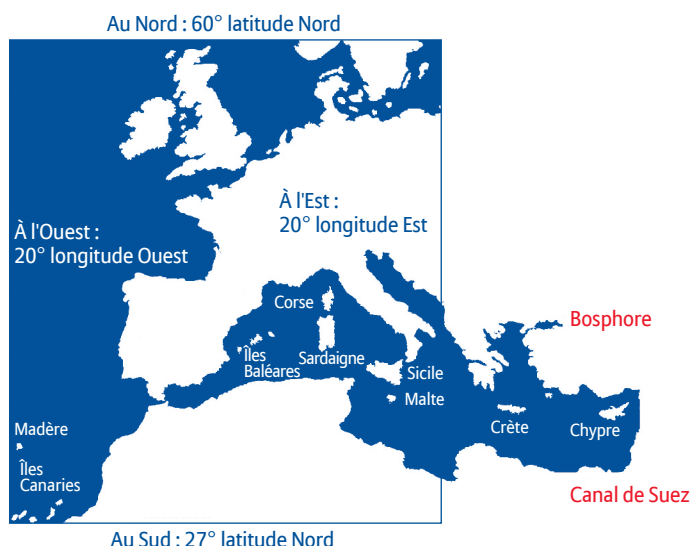 Au Nord : 60° latitude Nord
À l'Ouest :
20° longitude Ouest
À l'Est :
20° longitude Est
Corse
Bosphore
Îles
Baléares
Sardaigne
Sicile
Malte
Crète
Chypre
Madère
Îles
Canaries
Canal de Suez
Au Sud : 27° latitude Nord